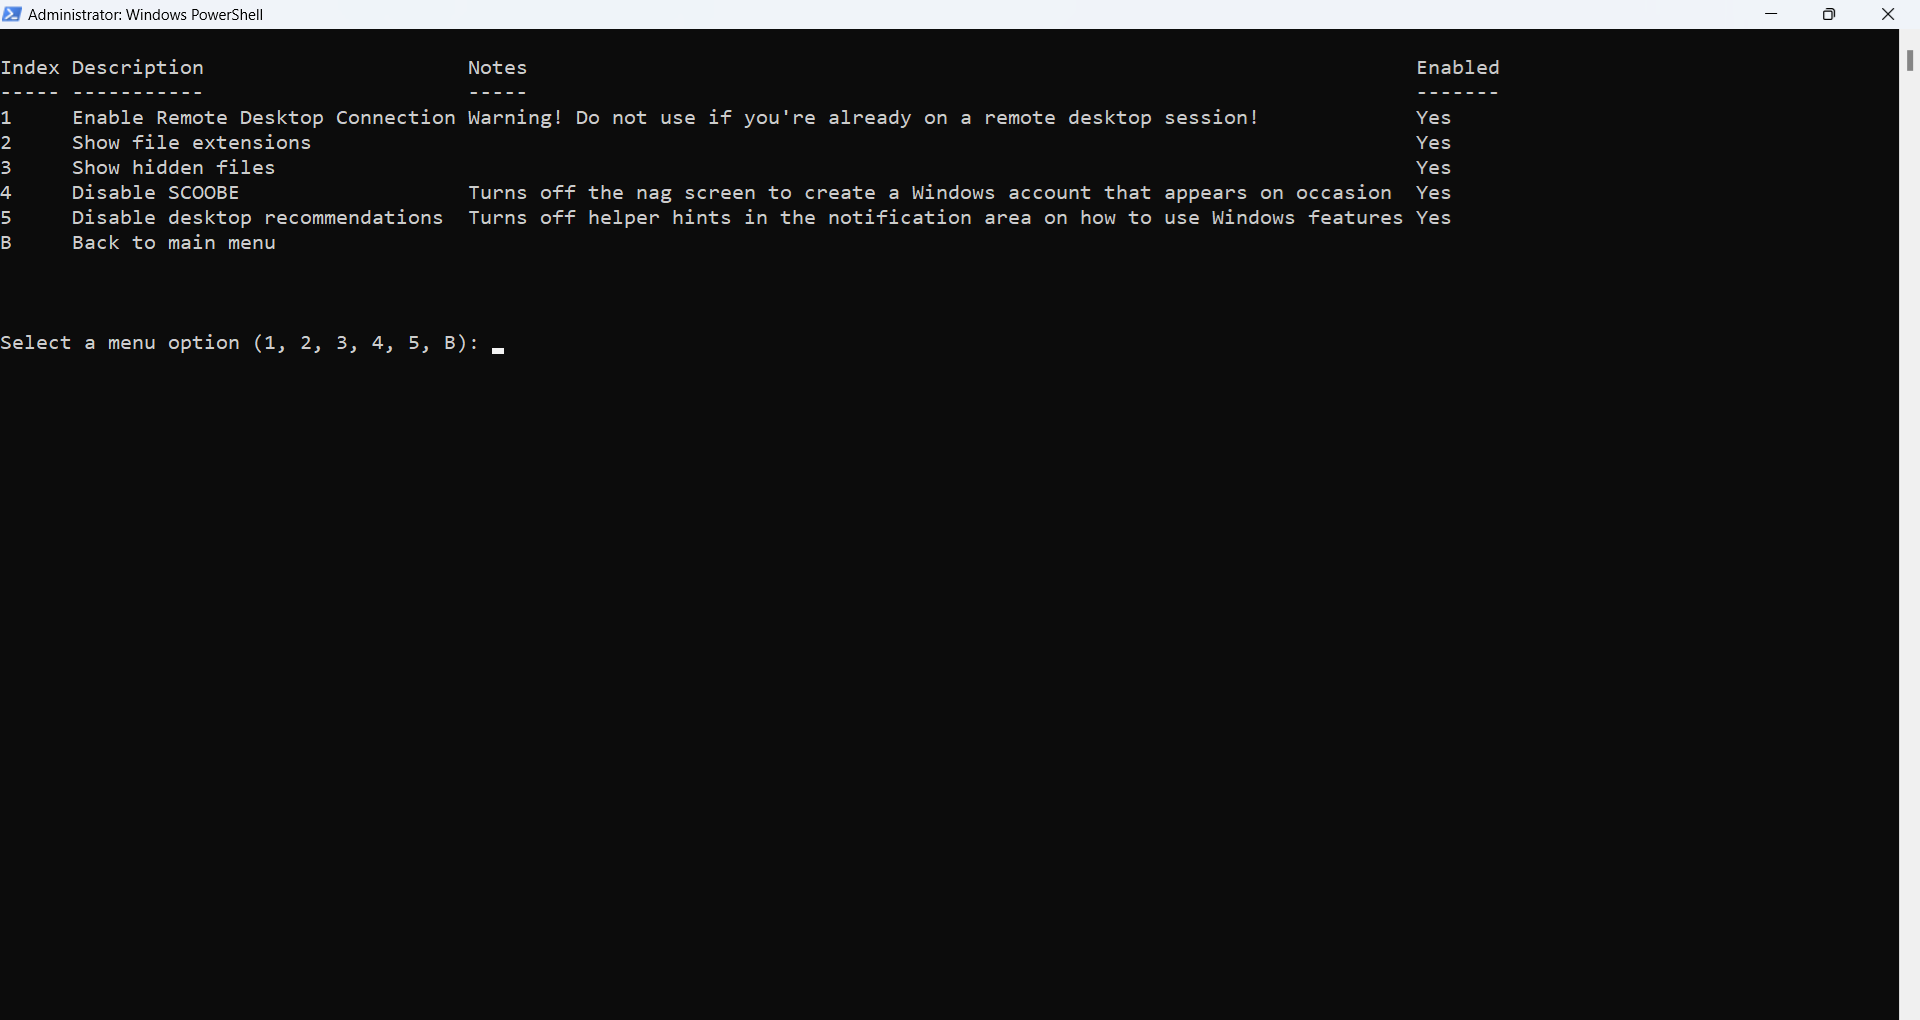 Administrator: Windows PowerShell
Index Description Notes Enabled
----- ----------- ----- -------
1 Enable Remote Desktop Connection Warning! Do not use if you're already on a remote desktop session! Yes
2 Show file extensions Yes
3 Show hidden files Yes
4 Disable SCOOBE Turns off the nag screen to create a Windows account that appears on occasion Yes
5 Disable desktop recommendations Turns off helper hints in the notification area on how to use Windows features Yes
B Back to main menu
Select a menu option (1, 2, 3, 4, 5, B):